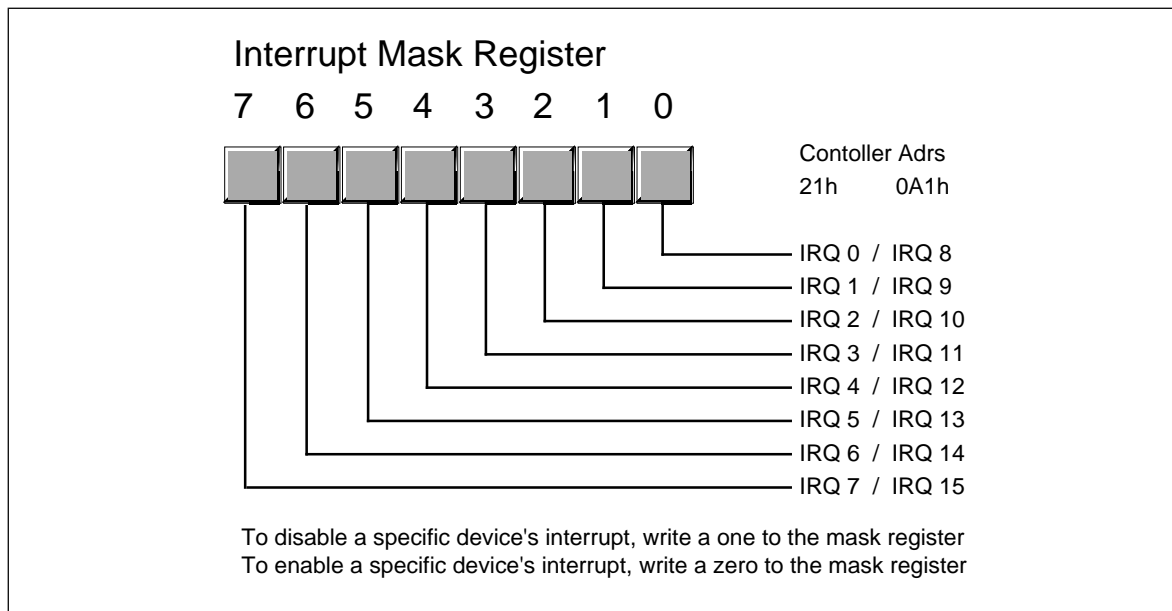 Interrupt Mask Register
7 6 5 4 3 2 1 0
Contoller Adrs
21h 0A1h
IRQ 0 / IRQ 8
IRQ 1 / IRQ 9
IRQ 2 / IRQ 10
IRQ 3 / IRQ 11
IRQ 4 / IRQ 12
IRQ 5 / IRQ 13
IRQ 6 / IRQ 14
IRQ 7 / IRQ 15
To disable a specific device's interrupt, write a one to the mask register
To enable a specific device's interrupt, write a zero to the mask register